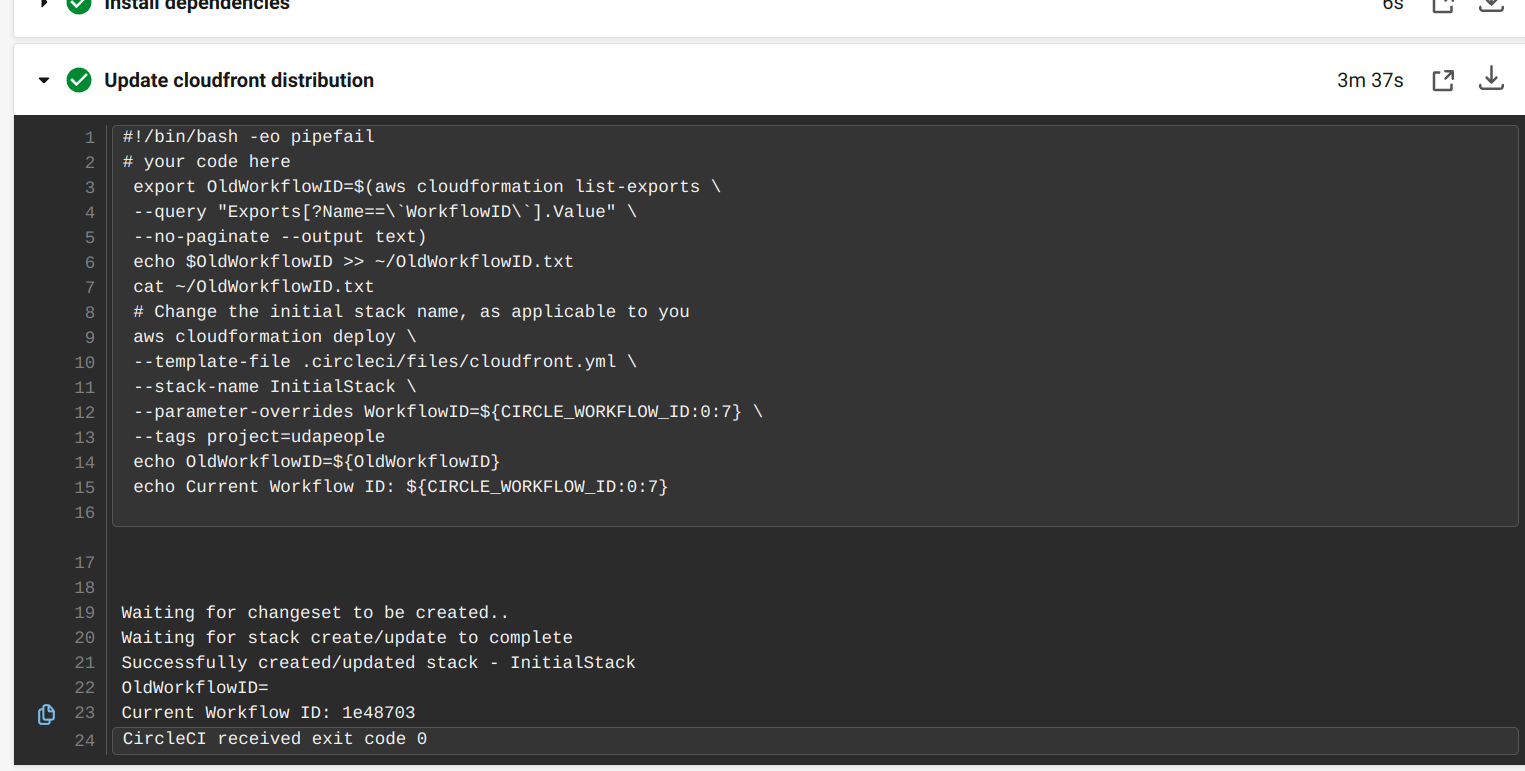 Install dependencies 6s
Update cloudfront distribution 3m 37s
1 #!/bin/bash -eo pipefail
2 # your code here
3 export OldWorkflowID=$(aws cloudformation list-exports \
4 --query "Exports[?Name==\`WorkflowID\`].Value" \
5 --no-paginate --output text)
6 echo $OldWorkflowID >> ~/OldWorkflowID.txt
7 cat ~/OldWorkflowID.txt
8 # Change the initial stack name, as applicable to you
9 aws cloudformation deploy \
10 --template-file .circleci/files/cloudfront.yml \
11 --stack-name InitialStack \
12 --parameter-overrides WorkflowID=${CIRCLE_WORKFLOW_ID:0:7} \
13 --tags project=udapeople
14 echo OldWorkflowID=${OldWorkflowID}
15 echo Current Workflow ID: ${CIRCLE_WORKFLOW_ID:0:7}
16
17
18
19 Waiting for changeset to be created..
20 Waiting for stack create/update to complete
21 Successfully created/updated stack - InitialStack
22 OldWorkflowID=
23 Current Workflow ID: 1e48703
24 CircleCI received exit code 0